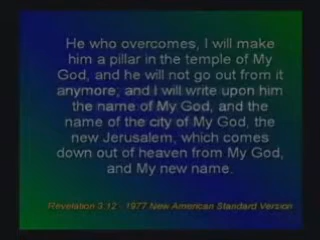 He who overcomes, I will make
him a pillar in the temple of My
God, and he will not go out from it
anymore; and I will write upon him
the name of My God, and the
name of the city of My God, the
new Jerusalem, which comes
down out of heaven from My God,
and My new name.
Revelation 3:12 - 1977 New American Standard Version